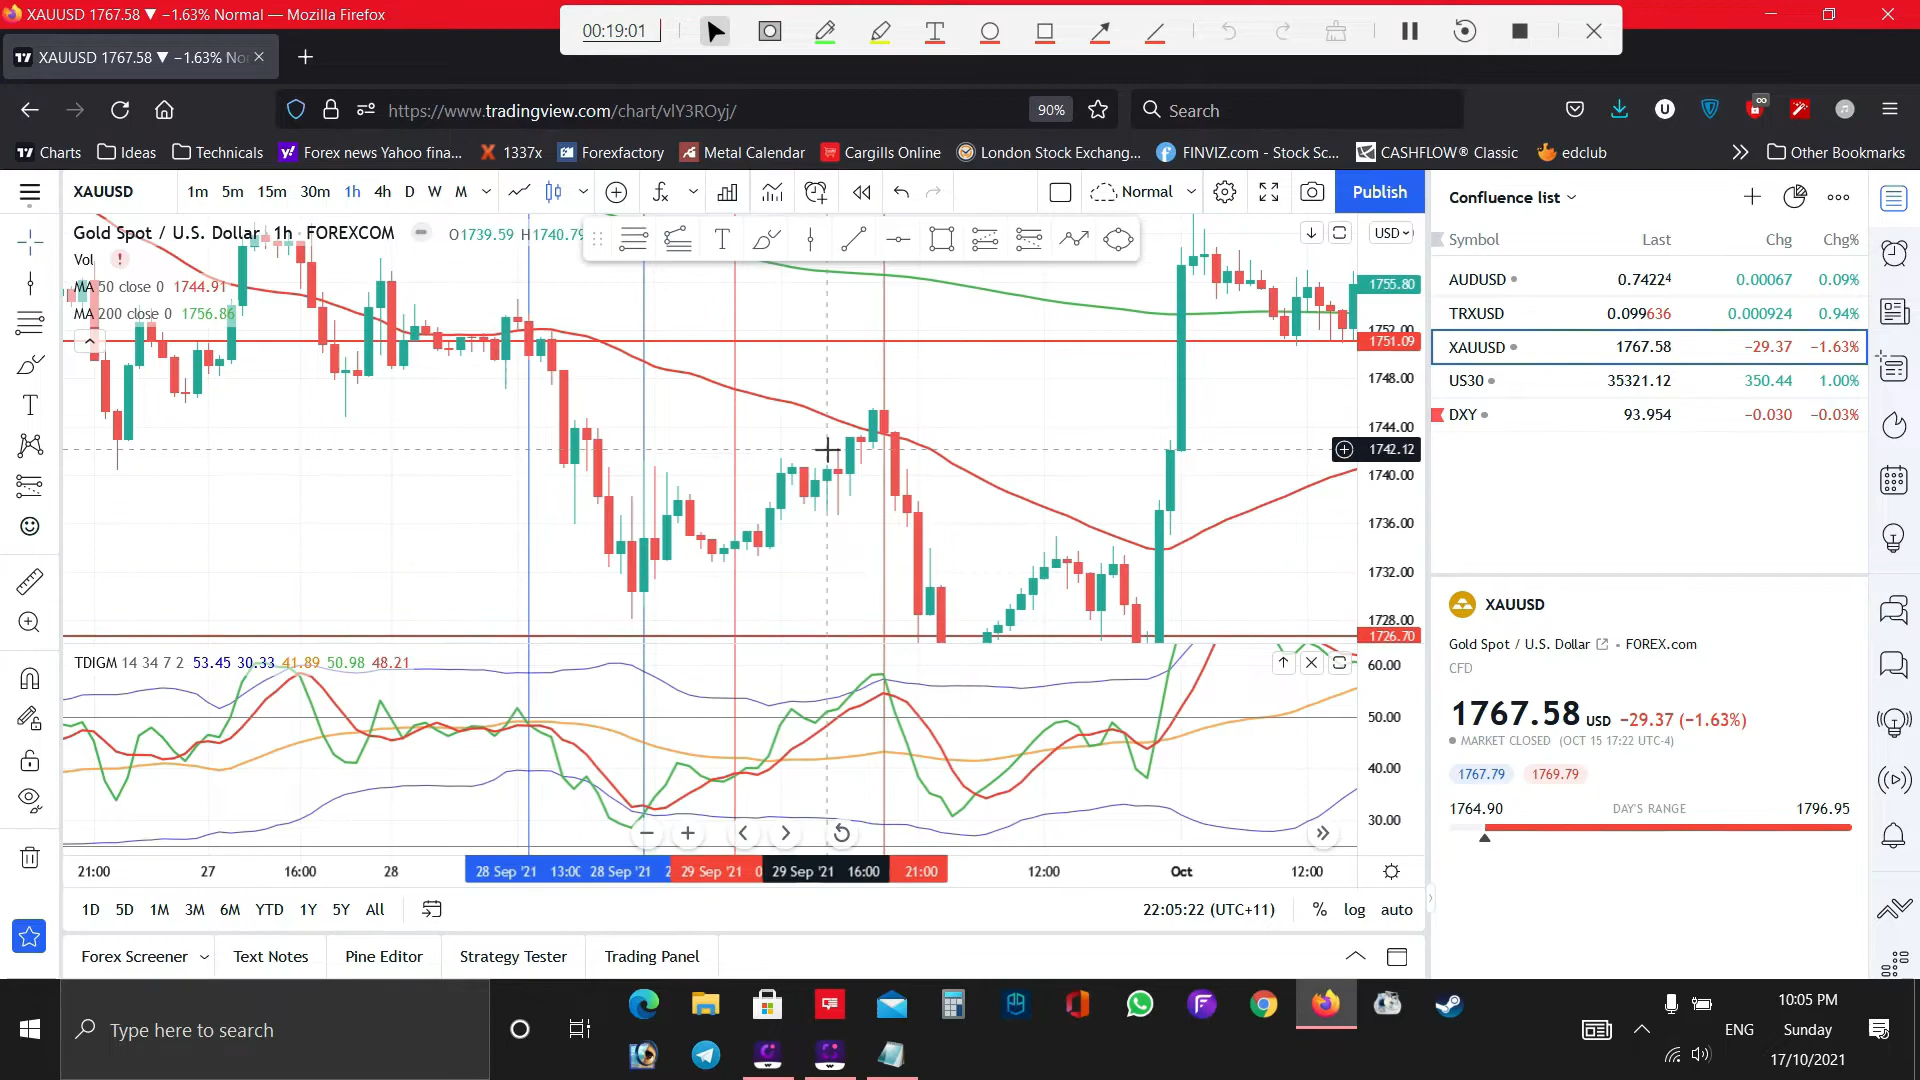 XAUUSD 1767.58 ▼ −1.63% Normal — Mozilla Firefox
00:19:01
XAUUSD 1767.58 ▼ −1.63% No
https://www.tradingview.com/chart/vlY3ROyj/
90%
Search
Charts
Ideas
Technicals
Forex news Yahoo fina...
1337x
Forexfactory
Metal Calendar
Cargills Online
London Stock Exchang...
FINVIZ.com - Stock Sc...
CASHFLOW® Classic
edclub
Other Bookmarks
XAUUSD
1m 5m 15m 30m 1h 4h D W M
Normal
Publish
Confluence list
Gold Spot / U.S. Dollar 1h FOREXCOM
O1739.59 H1740.79
USD
Symbol Last Chg Chg%
Vol
MA 50 close 0 1744.91
MA 200 close 0 1756.86
AUDUSD 0.74224 0.00067 0.09%
TRXUSD 0.099636 0.000924 0.94%
XAUUSD 1767.58 −29.37 −1.63%
US30 35321.12 350.44 1.00%
DXY 93.954 −0.030 −0.03%
1755.80
1752.00
1751.09
1748.00
1744.00
1742.12
1740.00
1736.00
1732.00
1728.00
1726.70
TDIGM 14 34 7 2 53.45 30.33 41.89 50.98 48.21
60.00
50.00
40.00
30.00
XAUUSD
Gold Spot / U.S. Dollar • FOREX.com
CFD
1767.58 USD −29.37 (−1.63%)
MARKET CLOSED (OCT 15 17:22 UTC-4)
1767.79 1769.79
1764.90 DAY'S RANGE 1796.95
21:00 27 16:00 28 28 Sep '21 13:00 28 Sep '21 2 29 Sep '21 0 29 Sep '21 16:00 21:00 12:00 Oct 12:00
1D 5D 1M 3M 6M YTD 1Y 5Y All
22:05:22 (UTC+11)
% log auto
Forex Screener
Text Notes
Pine Editor
Strategy Tester
Trading Panel
Type here to search
ENG
10:05 PM
Sunday
17/10/2021